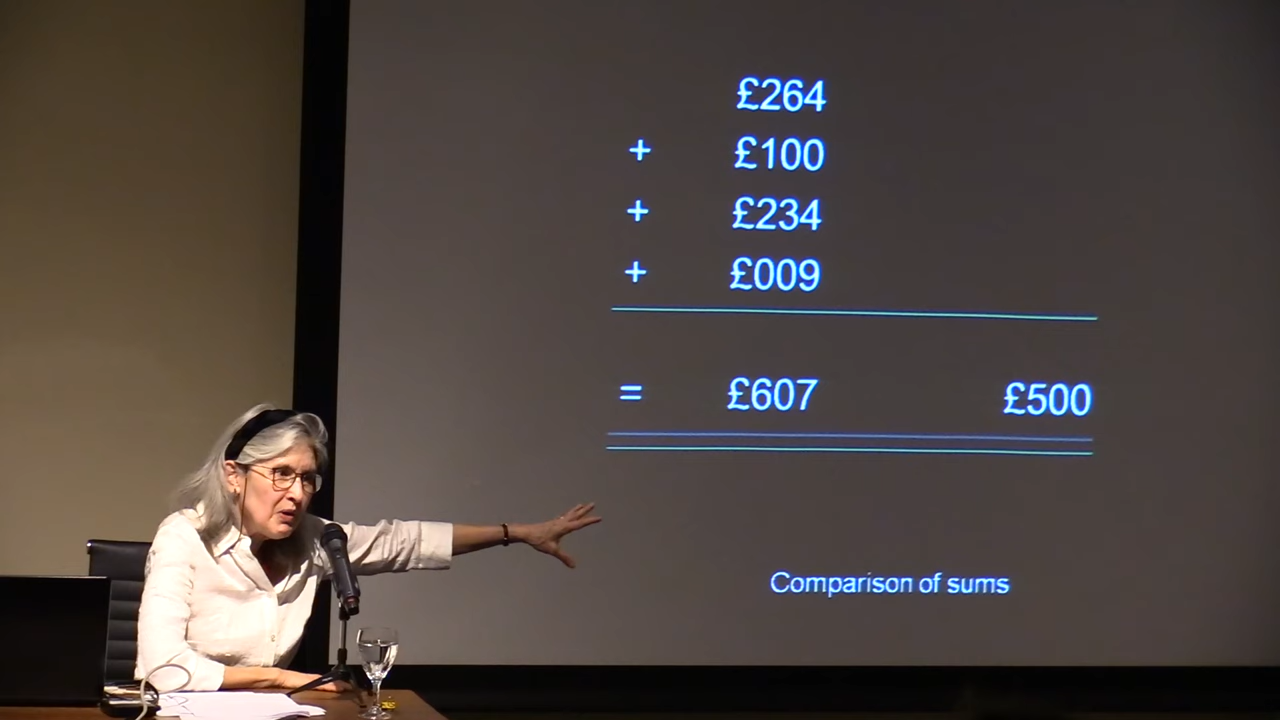 £264
+ £100
+ £234
+ £009
= £607 £500
Comparison of sums